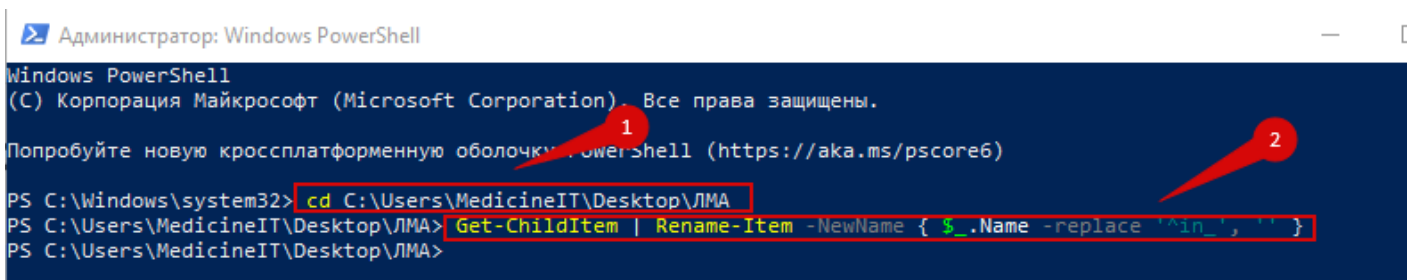 Администратор: Windows PowerShell
Windows PowerShell
(C) Корпорация Майкрософт (Microsoft Corporation). Все права защищены.
1
2
Попробуйте новую кроссплатформенную оболочку PowerShell (https://aka.ms/pscore6)
PS C:\Windows\system32> cd C:\Users\MedicineIT\Desktop\ЛМА
PS C:\Users\MedicineIT\Desktop\ЛМА> Get-ChildItem | Rename-Item -NewName { $_.Name -replace '^in_', '' }
PS C:\Users\MedicineIT\Desktop\ЛМА>